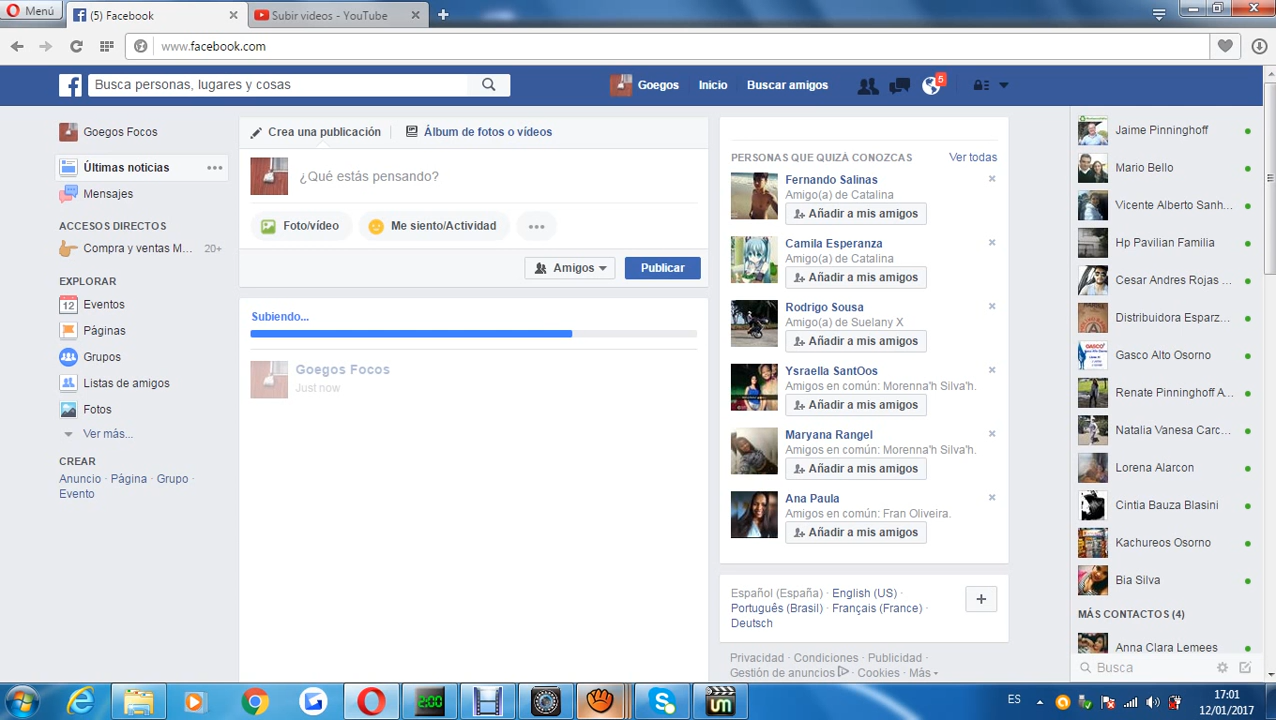 Menú
(5) Facebook
Subir videos - YouTube
www.facebook.com
Busca personas, lugares y cosas
Goegos
Inicio
Buscar amigos
5
Goegos Focos
Últimas noticias
Mensajes
ACCESOS DIRECTOS
Compra y ventas M... 20+
EXPLORAR
12 Eventos
Páginas
Grupos
Listas de amigos
Fotos
Ver más...
CREAR
Anuncio · Página · Grupo ·
Evento
Crea una publicación
Álbum de fotos o vídeos
¿Qué estás pensando?
Foto/vídeo
Me siento/Actividad
Amigos
Publicar
Subiendo...
Goegos Focos
Just now
PERSONAS QUE QUIZÁ CONOZCAS
Ver todas
Fernando Salinas
Amigo(a) de Catalina
Añadir a mis amigos
Camila Esperanza
Amigo(a) de Catalina
Añadir a mis amigos
Rodrigo Sousa
Amigo(a) de Suelany X
Añadir a mis amigos
Ysraella SantOos
Amigos en común: Morenna'h Silva'h.
Añadir a mis amigos
Maryana Rangel
Amigos en común: Morenna'h Silva'h.
Añadir a mis amigos
Ana Paula
Amigos en común: Fran Oliveira.
Añadir a mis amigos
Español (España) · English (US) ·
Português (Brasil) · Français (France) ·
Deutsch
Privacidad · Condiciones · Publicidad ·
Gestión de anuncios · Cookies · Más
Jaime Pinninghoff
Mario Bello
Vicente Alberto Sanh...
Hp Pavilian Familia
Cesar Andres Rojas ...
Distribuidora Esparz...
GASCO
Gasco Alto Osorno
Renate Pinninghoff A...
Natalia Vanesa Carc...
Lorena Alarcon
Cintia Bauza Blasini
Kachureos Osorno
Bia Silva
MÁS CONTACTOS (4)
Anna Clara Lemees
Busca
2:00
UM
ES
17:01
12/01/2017